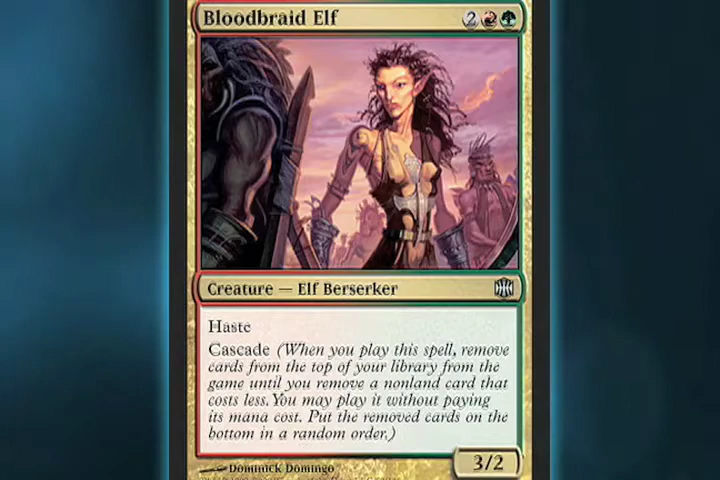 Bloodbraid Elf 2
Creature — Elf Berserker
Haste
Cascade (When you play this spell, remove
cards from the top of your library from the
game until you remove a nonland card that
costs less. You may play it without paying
its mana cost. Put the removed cards on the
bottom in a random order.)
3/2
Dominick Domingo